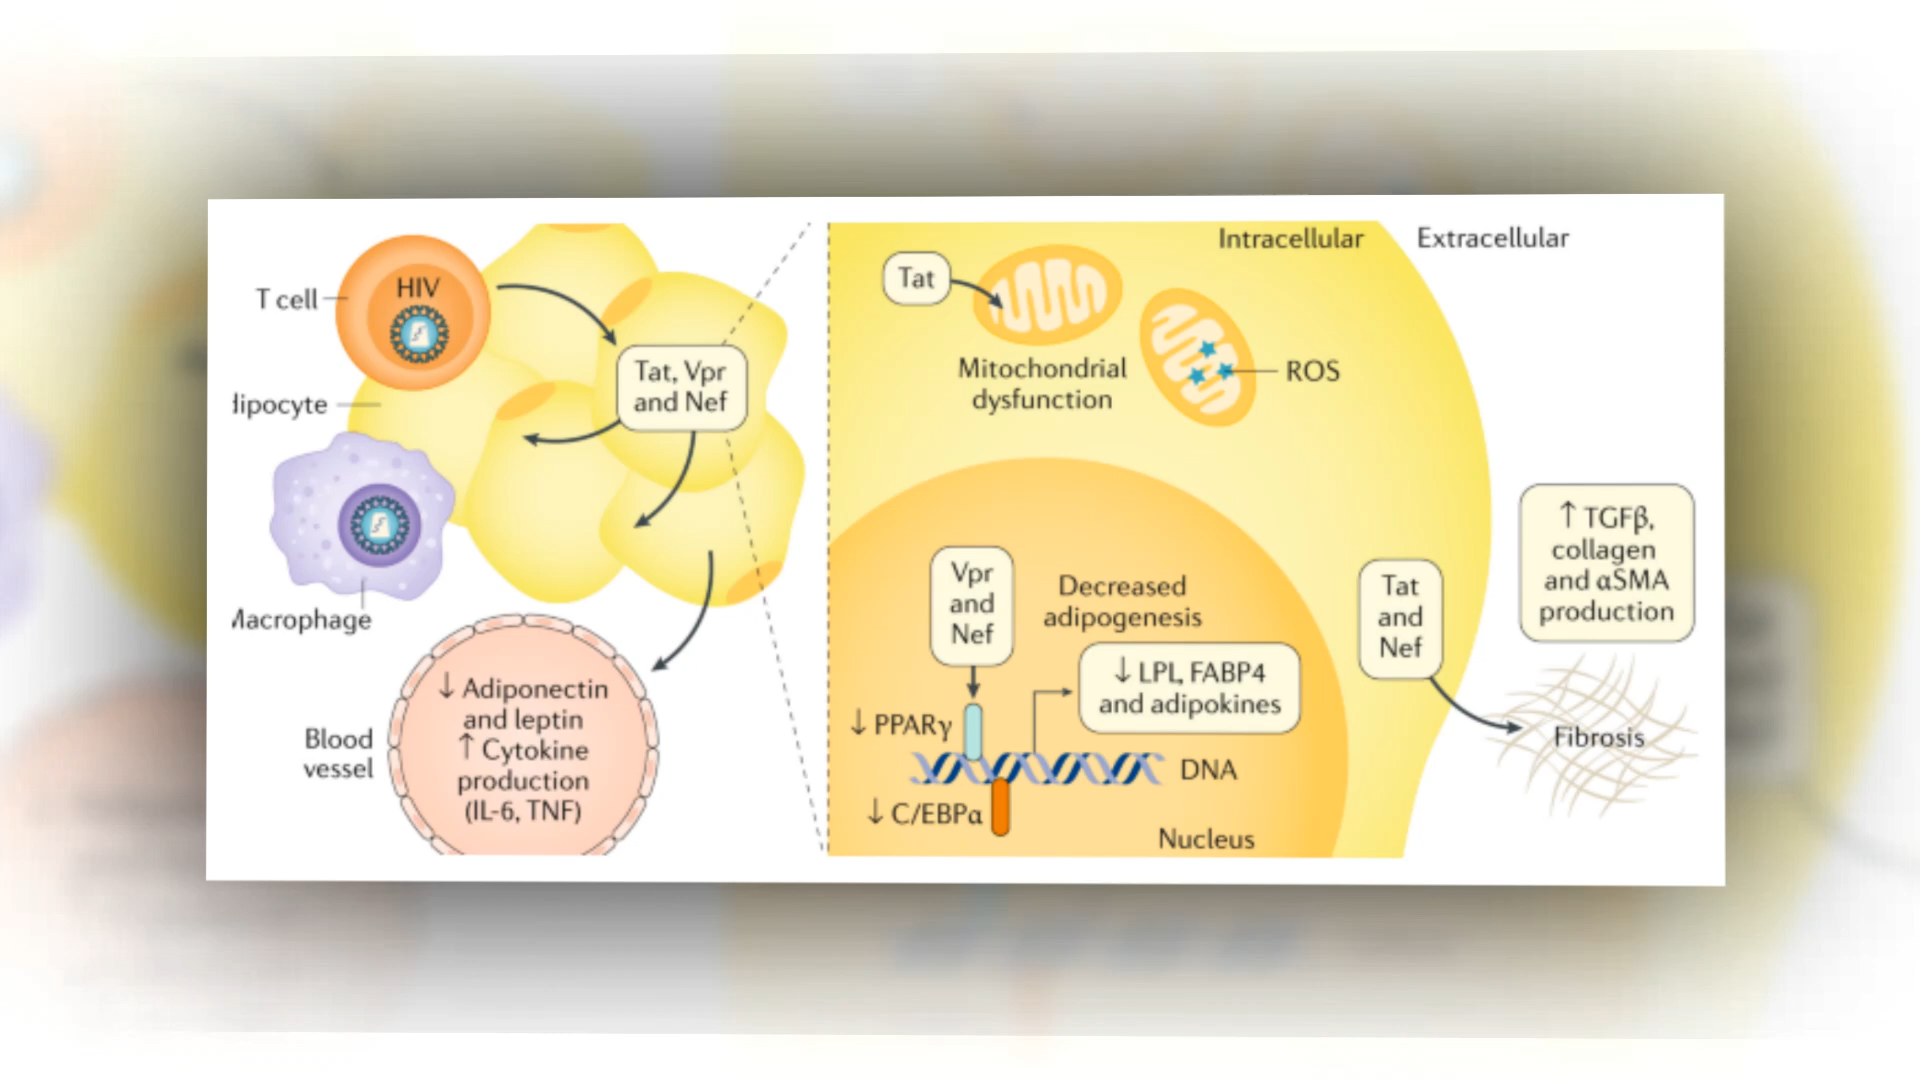 T cell
HIV
Tat, Vpr
and Nef
dipocyte
Macrophage
Blood
vessel
↓ Adiponectin
and leptin
↑ Cytokine
production
(IL-6, TNF)
Intracellular
Extracellular
Tat
Mitochondrial
dysfunction
ROS
Vpr
and
Nef
Decreased
adipogenesis
↓ LPL, FABP4
and adipokines
↓ PPARγ
DNA
↓ C/EBPα
Nucleus
Tat
and
Nef
↑ TGFβ,
collagen
and αSMA
production
Fibrosis